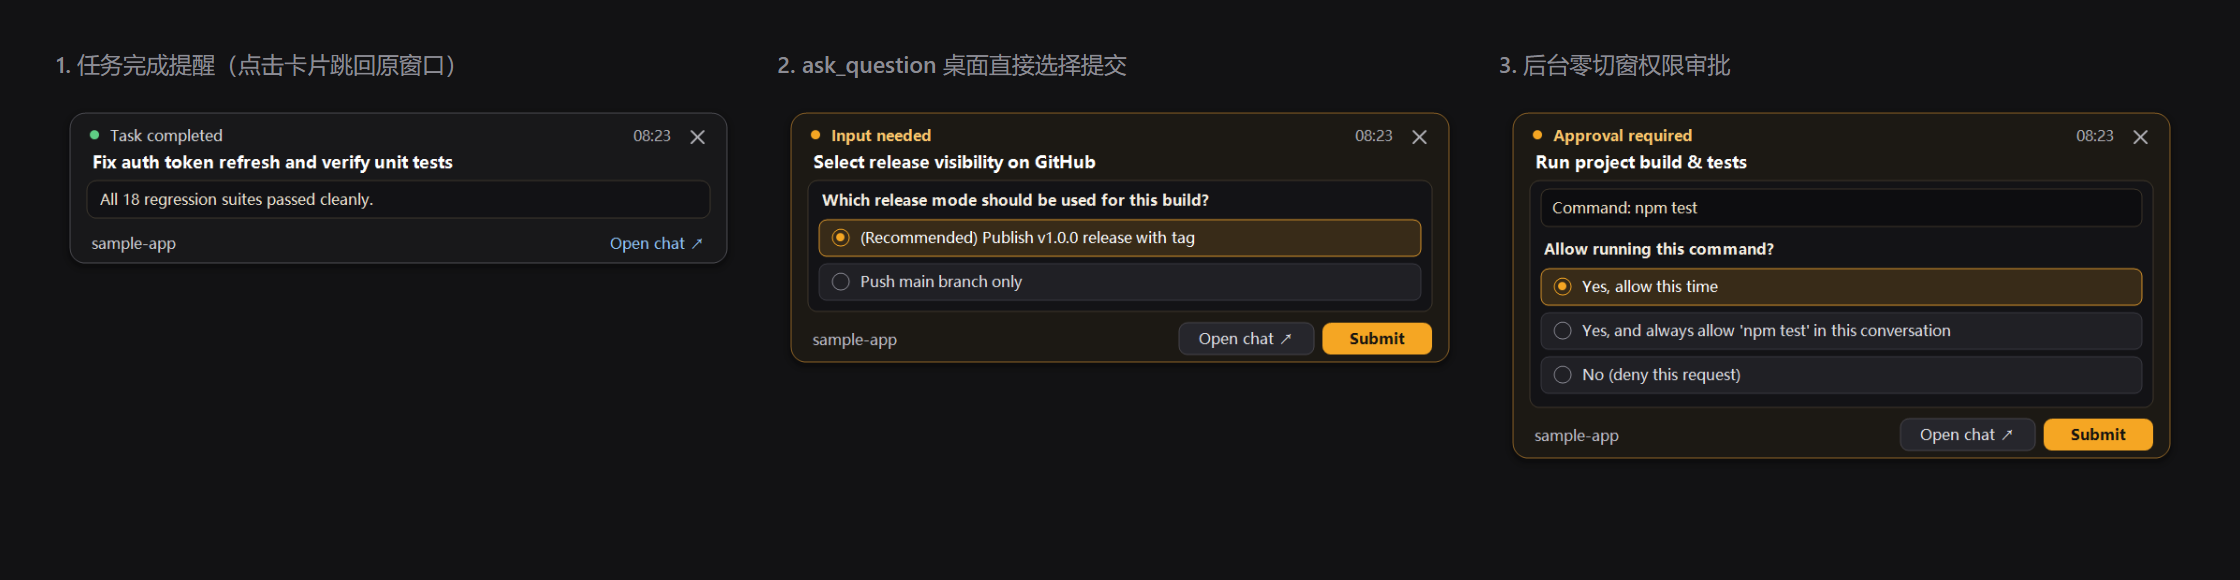 1. 任务完成提醒（点击卡片跳回原窗口）
Task completed 08:23
Fix auth token refresh and verify unit tests
All 18 regression suites passed cleanly.
sample-app Open chat ↗
2. ask_question 桌面直接选择提交
Input needed 08:23
Select release visibility on GitHub
Which release mode should be used for this build?
(Recommended) Publish v1.0.0 release with tag
Push main branch only
sample-app Open chat ↗ Submit
3. 后台零切窗权限审批
Approval required 08:23
Run project build & tests
Command: npm test
Allow running this command?
Yes, allow this time
Yes, and always allow 'npm test' in this conversation
No (deny this request)
sample-app Open chat ↗ Submit